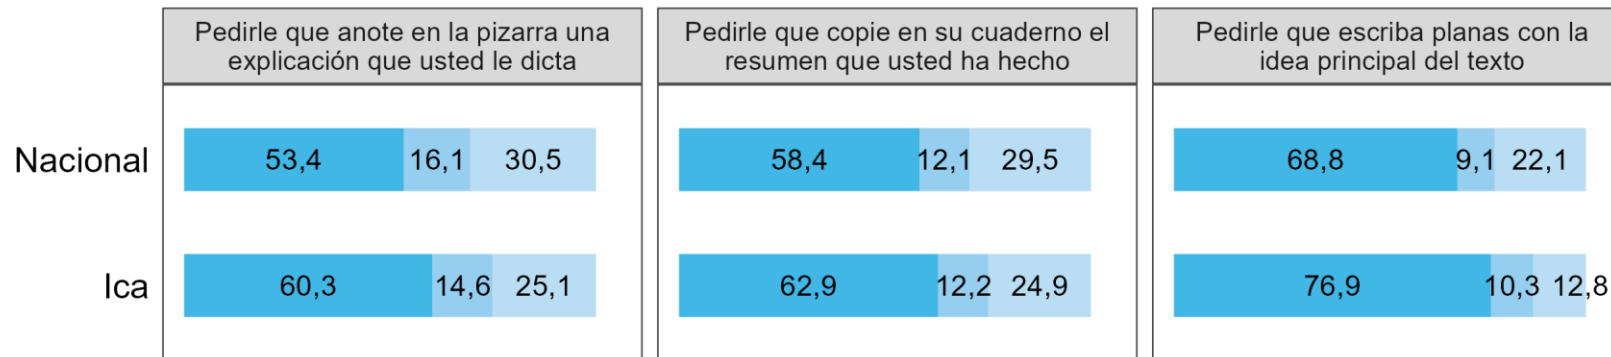 Pedirle que anote en la pizarra una
explicación que usted le dicta
Pedirle que copie en su cuaderno el
resumen que usted ha hecho
Pedirle que escriba planas con la
idea principal del texto
Nacional
53,4 16,1 30,5
58,4 12,1 29,5
68,8 9,1 22,1
Ica
60,3 14,6 25,1
62,9 12,2 24,9
76,9 10,3 12,8